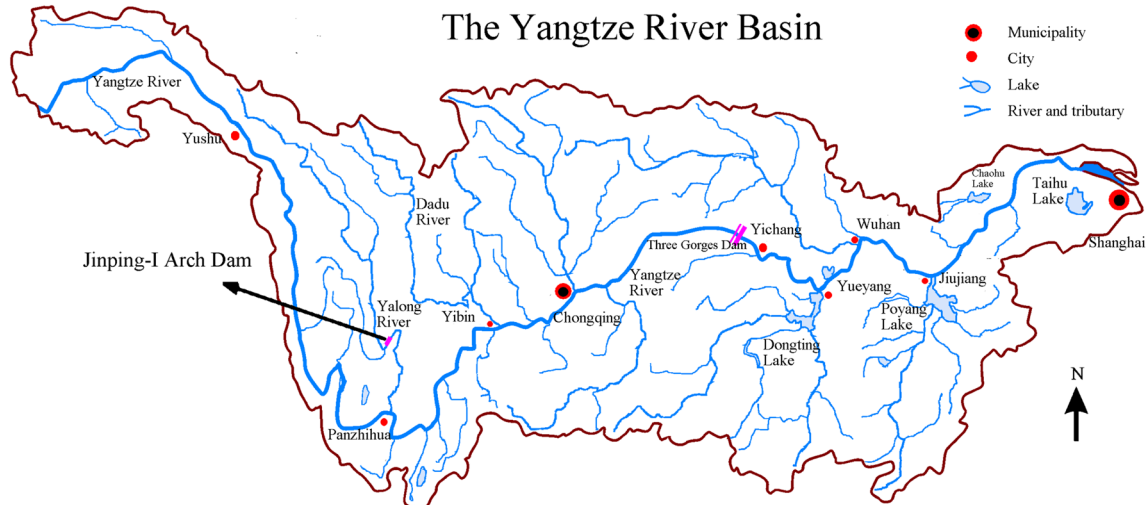 The Yangtze River Basin
Municipality
City
Lake
River and tributary
Yangtze River
Yushu
Dadu
River
Jinping-I Arch Dam
Yalong
River
Yibin
Panzhihua
Chongqing
Yangtze
River
Three Gorges Dam
Yichang
Wuhan
Yueyang
Dongting
Lake
Jiujiang
Poyang
Lake
Chaohu
Lake
Taihu
Lake
Shanghai
N